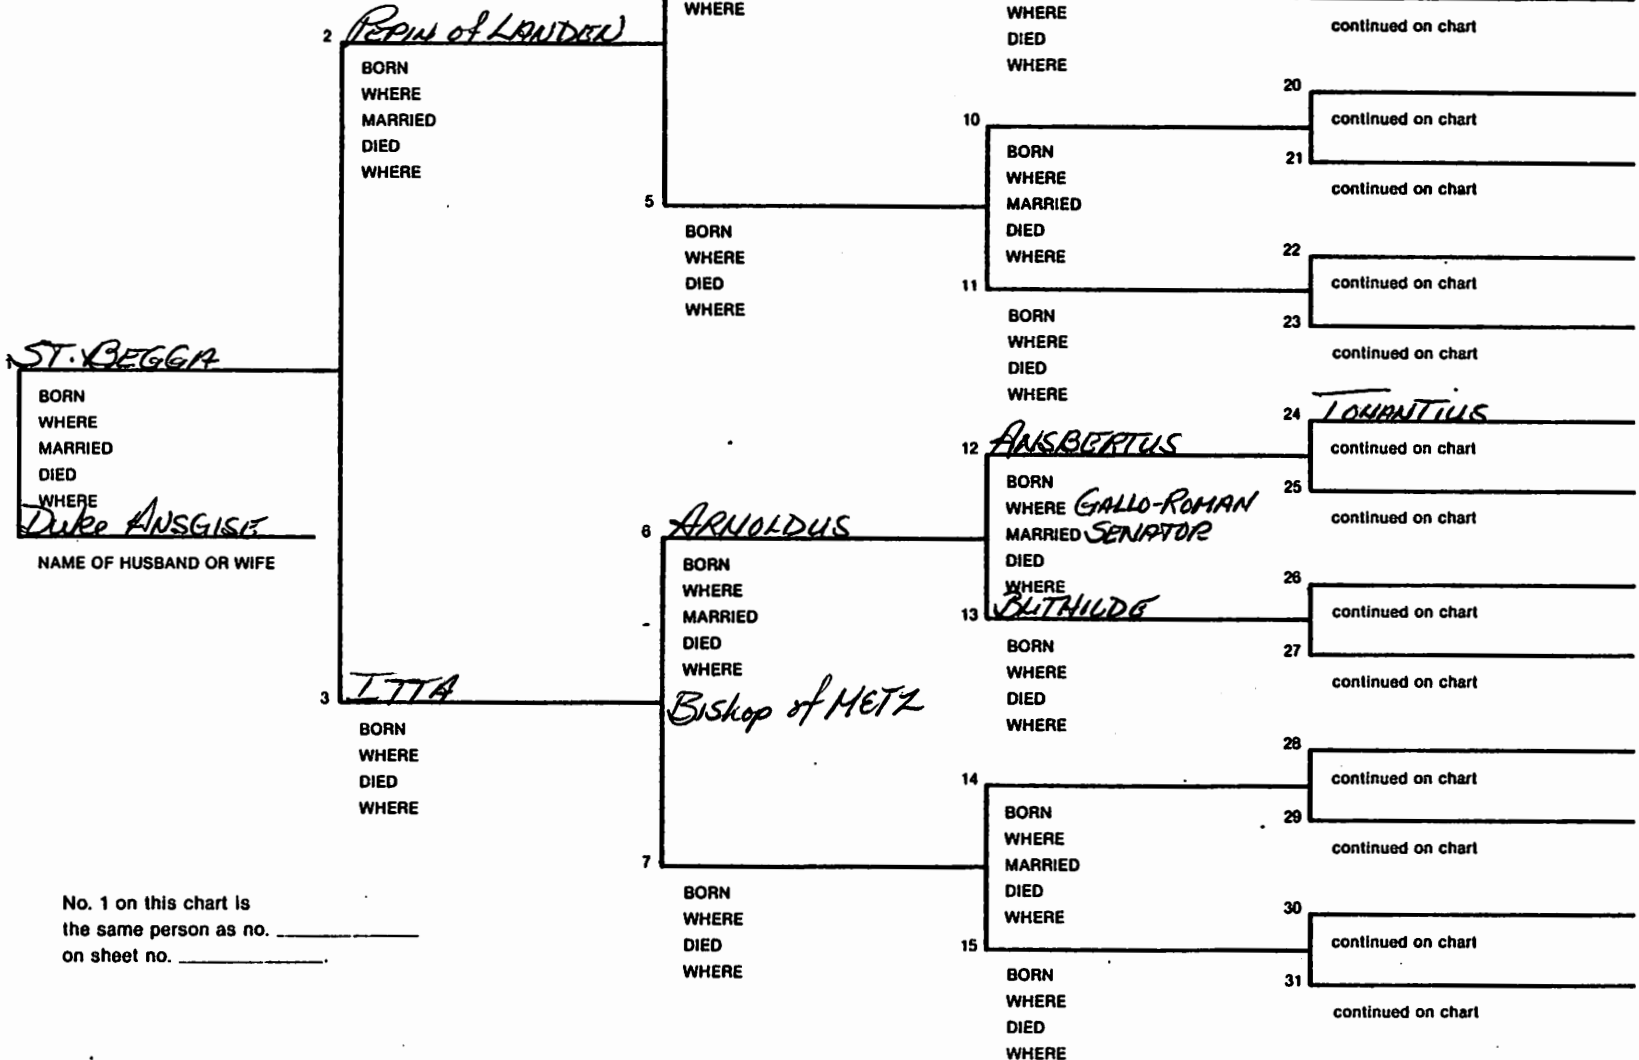 WHERE
2 PEPIN of LANDEN
BORN
WHERE
MARRIED
DIED
WHERE
WHERE
DIED
WHERE
continued on chart
20
continued on chart
21
continued on chart
10
BORN
WHERE
MARRIED
DIED
WHERE
5
BORN
WHERE
DIED
WHERE
22
continued on chart
23
continued on chart
11
BORN
WHERE
DIED
WHERE
1 ST. BEGGA
BORN
WHERE
MARRIED
DIED
WHERE
Duke ANSGISE
NAME OF HUSBAND OR WIFE
24 TONANTIUS
continued on chart
25
continued on chart
12 ANSBERTUS
BORN
WHERE GALLO-ROMAN
MARRIED SENATOR
DIED
WHERE
6 ARNOLDUS
BORN
WHERE
MARRIED
DIED
WHERE
Biskop of METZ
26
continued on chart
27
continued on chart
13 BLITHILDE
BORN
WHERE
DIED
WHERE
3 ITTA
BORN
WHERE
DIED
WHERE
28
continued on chart
29
continued on chart
14
BORN
WHERE
MARRIED
DIED
WHERE
7
BORN
WHERE
DIED
WHERE
30
continued on chart
31
continued on chart
15
BORN
WHERE
DIED
WHERE
No. 1 on this chart is
the same person as no. ____________
on sheet no. ____________.